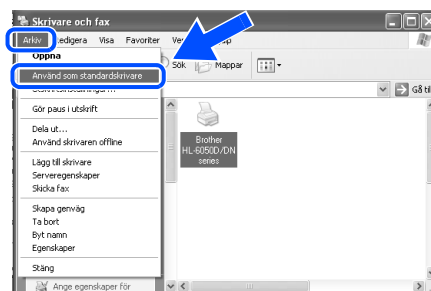 Skrivare och fax
Arkiv Redigera Visa Favoriter
Öppna
Använd som standardskrivare
Sök Mappar
Gå til
Gör paus i utskrift
Dela ut...
Använd skrivaren offline
Lägg till skrivare
Serveregenskaper
Skicka fax
Skapa genväg
Ta bort
Byt namn
Egenskaper
Stäng
Brother
HL-6050D/DN
series
Ange egenskaper för